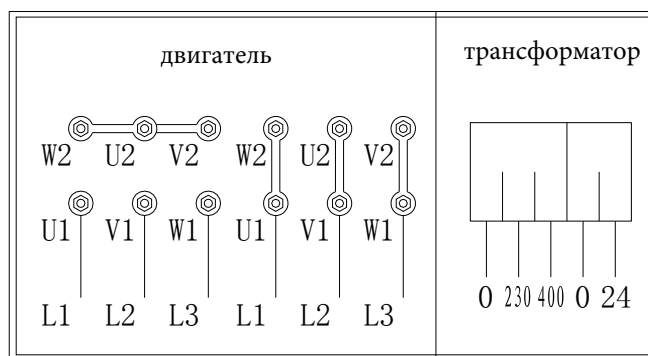 двигатель
трансформатор
W2 U2 V2 W2 U2 V2
U1 V1 W1 U1 V1 W1
L1 L2 L3 L1 L2 L3
0 230 400 0 24